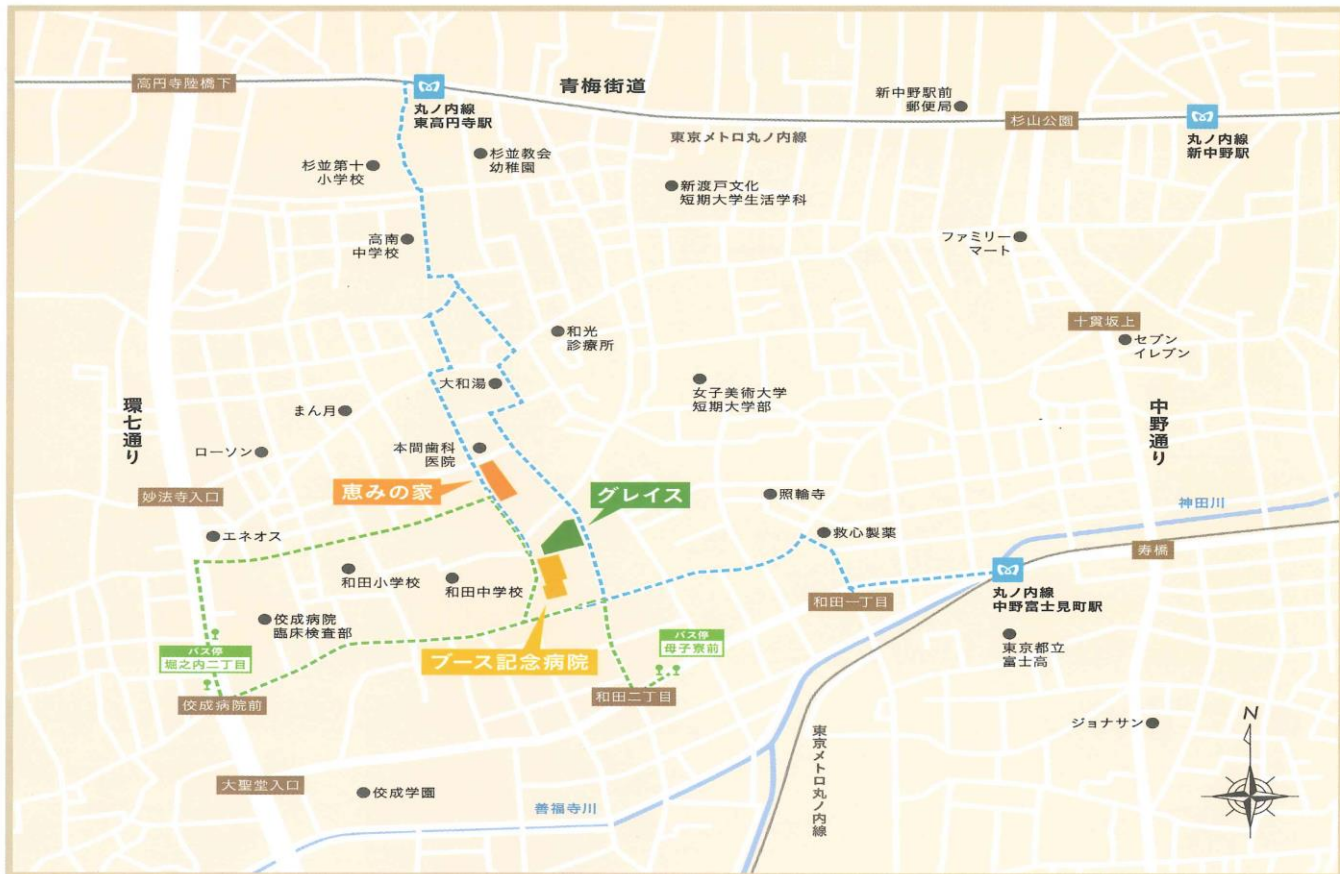 高円寺陸橋下
丸ノ内線
東高円寺駅
青梅街道
東京メトロ丸ノ内線
新中野駅前
郵便局
杉山公園
丸ノ内線
新中野駅
杉並第十
小学校
杉並教会
幼稚園
新渡戸文化
短期大学生活学科
高南
中学校
ファミリー
マート
和光
診療所
十貫坂上
セブン
イレブン
大和湯
女子美術大学
短期大学部
環七通り
まん月
中野通り
ローソン
本間歯科
医院
恵みの家
グレイス
妙法寺入口
照輪寺
神田川
エネオス
救心製薬
寿橋
和田小学校
和田中学校
和田一丁目
丸ノ内線
中野富士見町駅
佼成病院
臨床検査部
バス停
堀之内二丁目
ブース記念病院
バス停
母子寮前
東京都立
富士高
佼成病院前
和田二丁目
ジョナサン
N
東京メトロ丸ノ内線
大聖堂入口
佼成学園
善福寺川